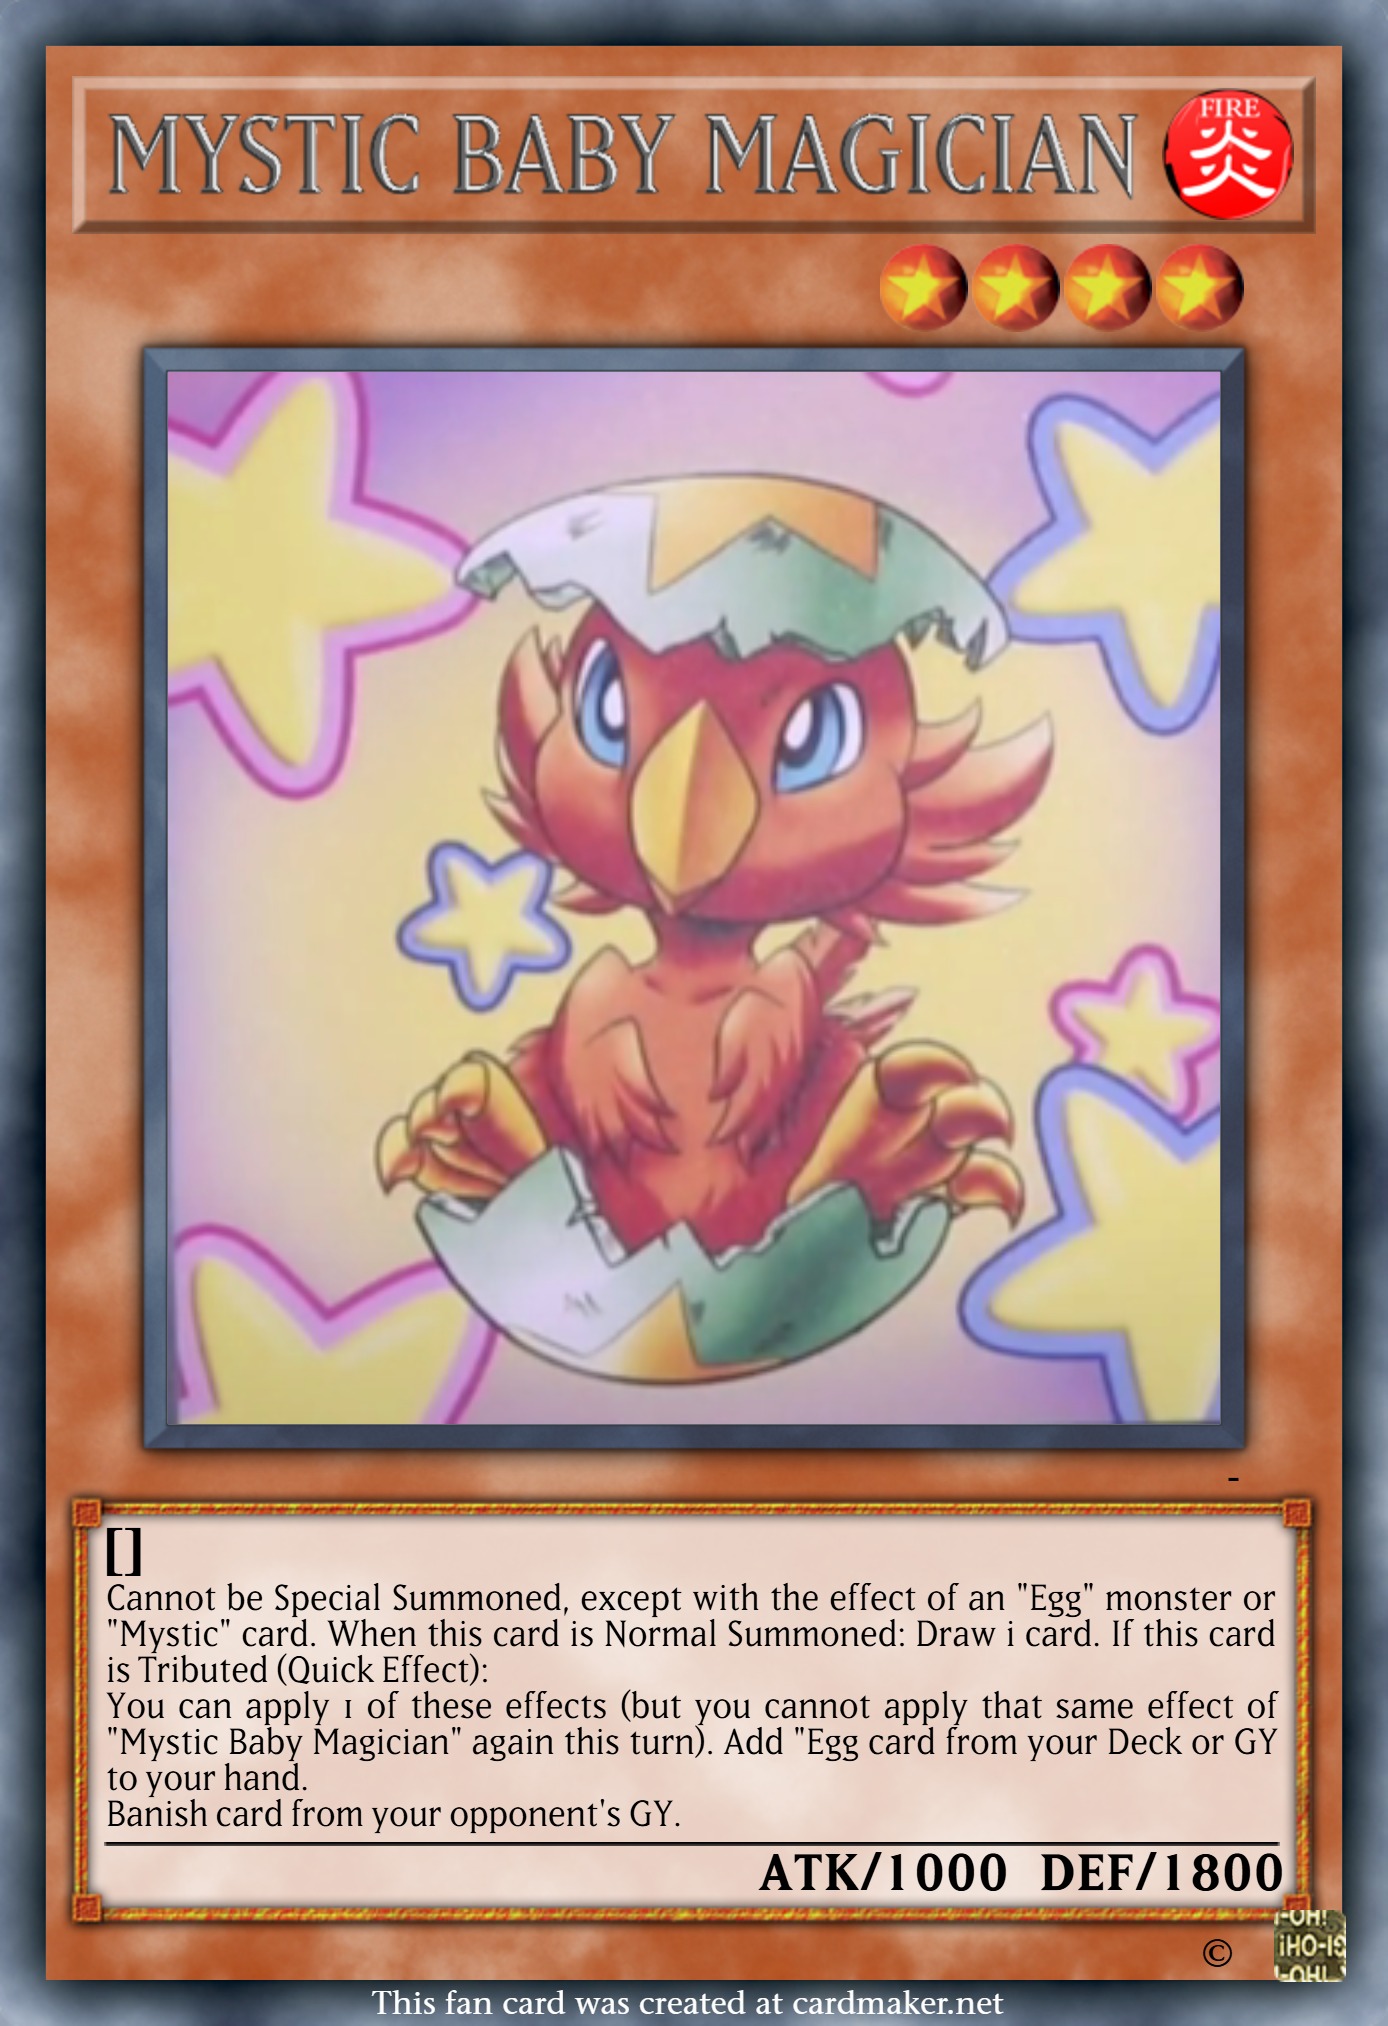 MYSTIC BABY MAGICIAN
FIRE
炎
-
[]
Cannot be Special Summoned, except with the effect of an "Egg" monster or
"Mystic" card. When this card is Normal Summoned: Draw i card. If this card
is Tributed (Quick Effect):
You can apply 1 of these effects (but you cannot apply that same effect of
"Mystic Baby Magician" again this turn). Add "Egg card from your Deck or GY
to your hand.
Banish card from your opponent's GY.
ATK/1000 DEF/1800
©
This fan card was created at cardmaker.net